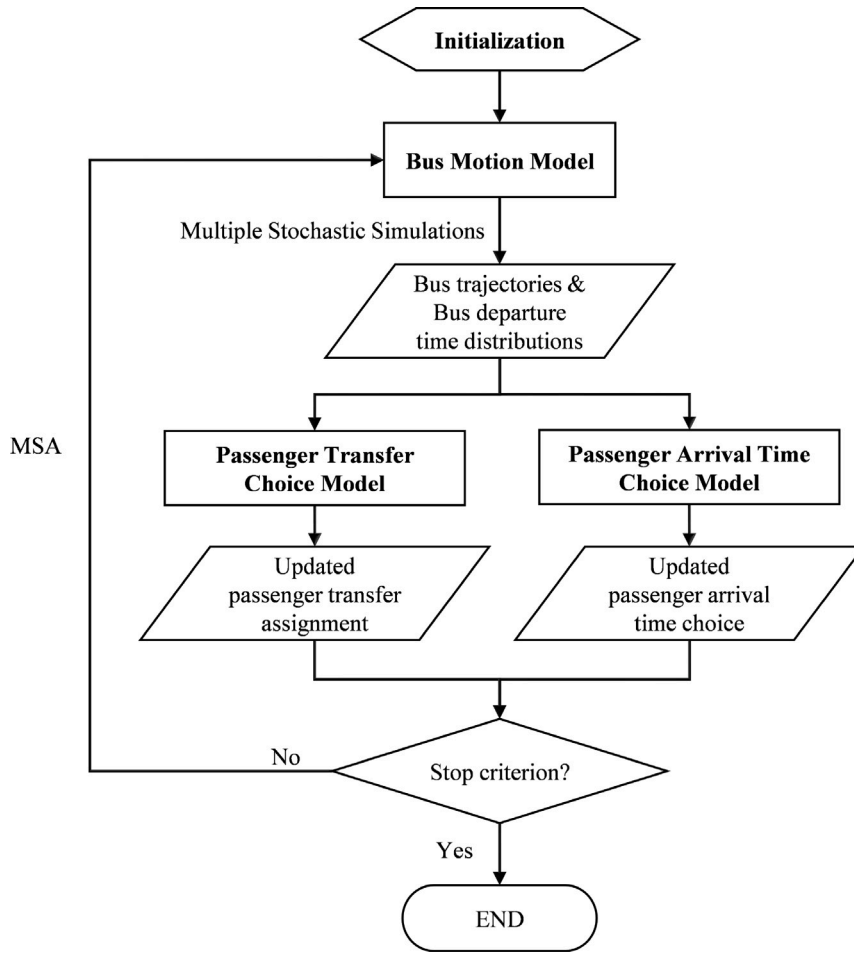 Initialization
Bus Motion Model
Multiple Stochastic Simulations
Bus trajectories &
Bus departure
time distributions
MSA
Passenger Transfer
Choice Model
Passenger Arrival Time
Choice Model
Updated
passenger transfer
assignment
Updated
passenger arrival
time choice
No
Stop criterion?
Yes
END